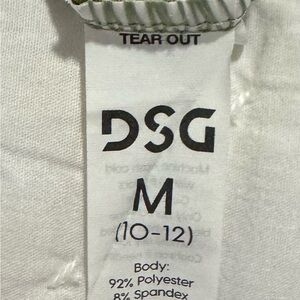 TEAR OUT
DSG
M
(10-12)
Body:
92% Polyester
8% Spandex